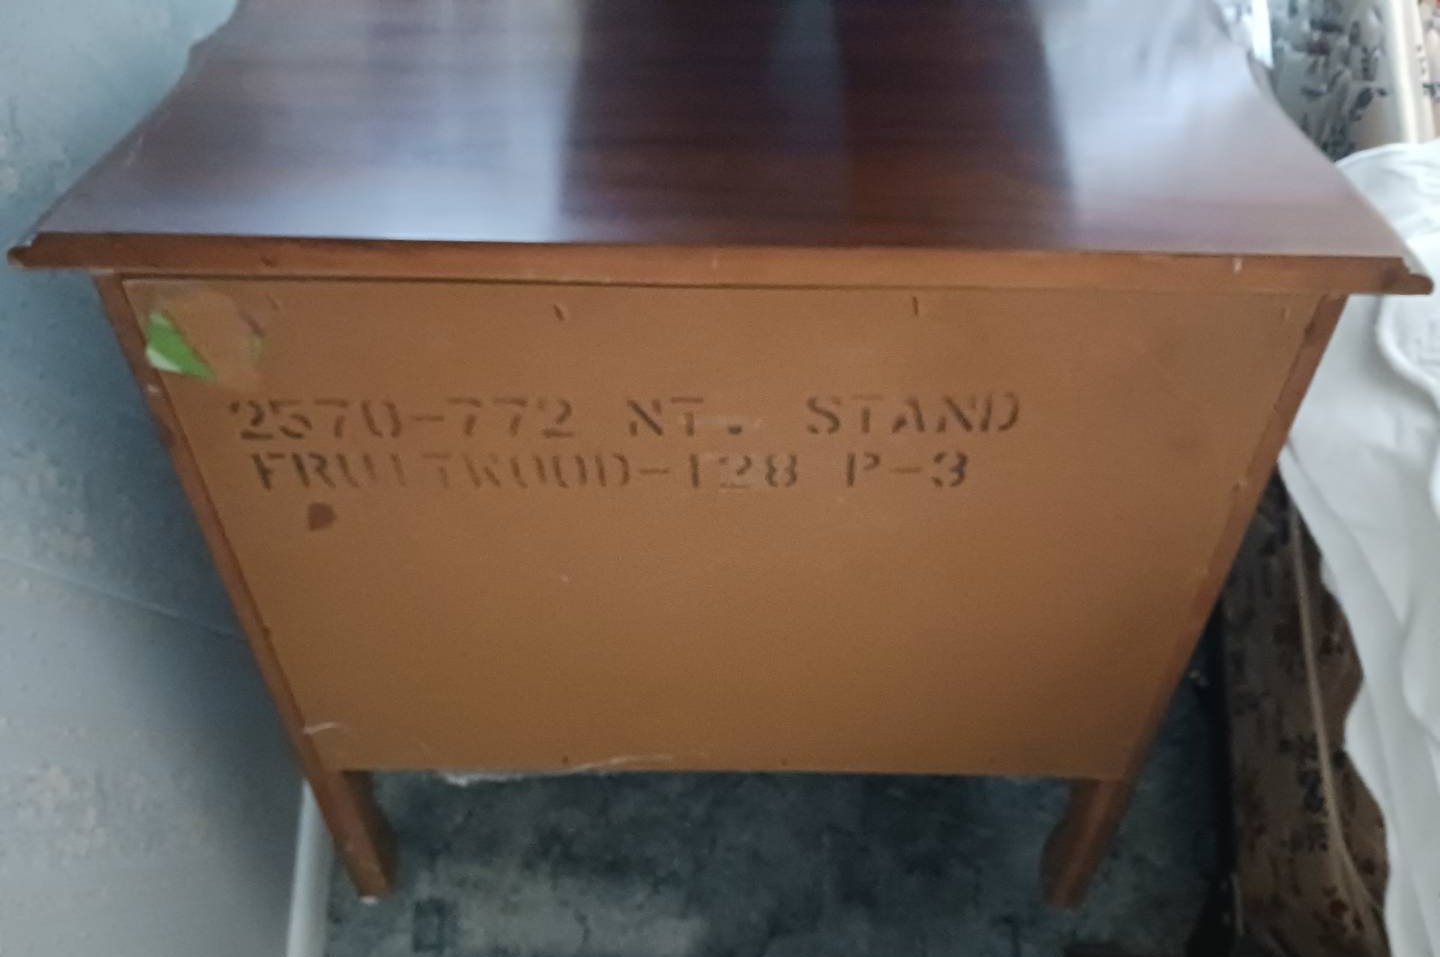 2570-772 NT. STAND
FRUITWOOD-128 P-3